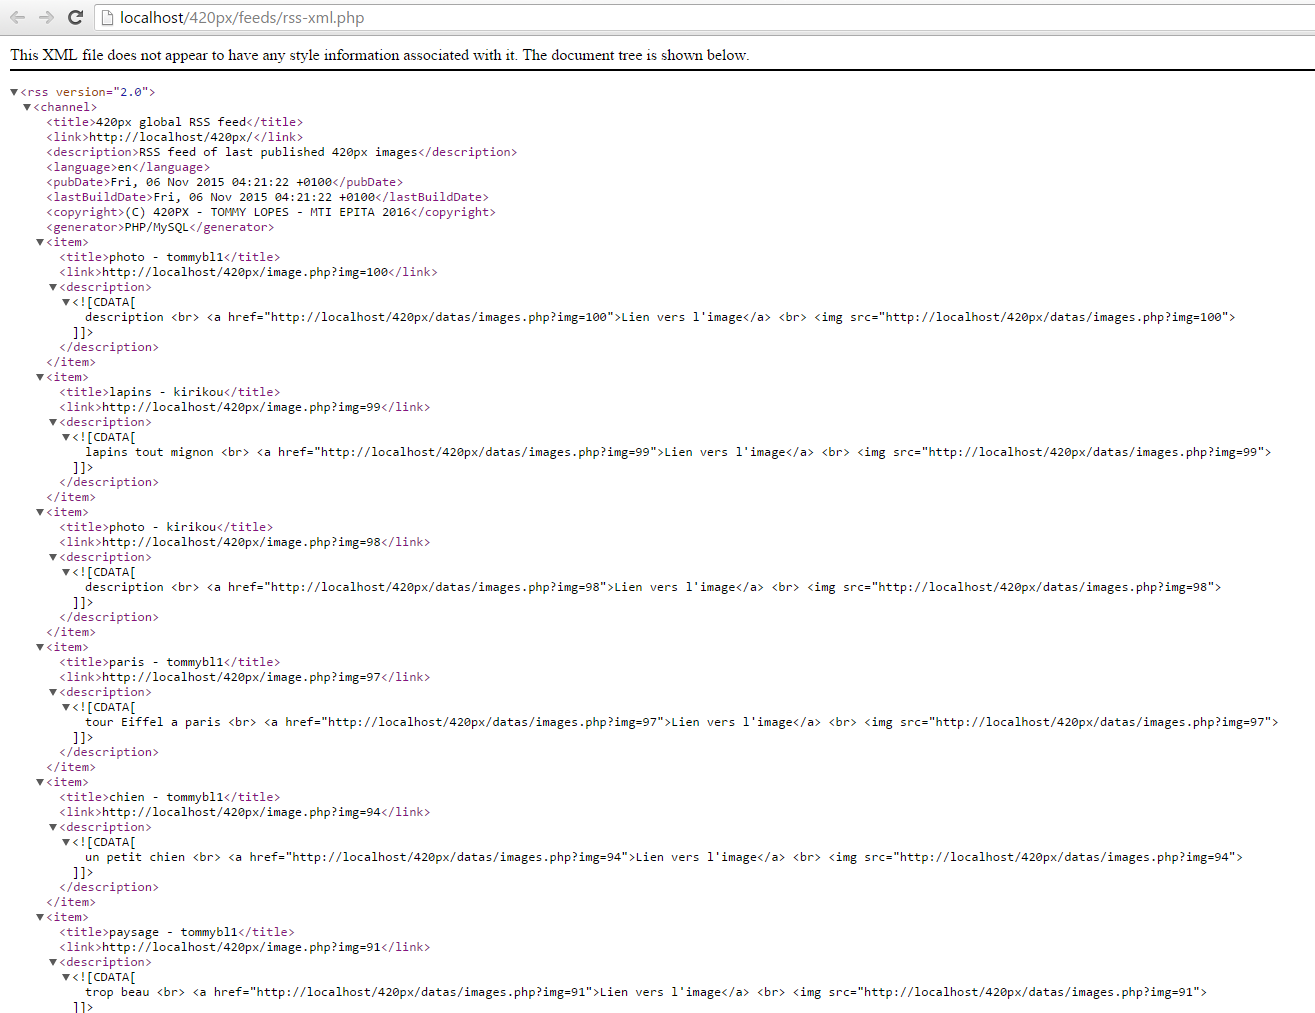 localhost/420px/feeds/rss-xml.php
This XML file does not appear to have any style information associated with it. The document tree is shown below.
▼<rss version="2.0">
▼<channel>
<title>420px global RSS feed</title>
<link>http://localhost/420px/</link>
<description>RSS feed of last published 420px images</description>
<language>en</language>
<pubDate>Fri, 06 Nov 2015 04:21:22 +0100</pubDate>
<lastBuildDate>Fri, 06 Nov 2015 04:21:22 +0100</lastBuildDate>
<copyright>(C) 420PX - TOMMY LOPES - MTI EPITA 2016</copyright>
<generator>PHP/MySQL</generator>
▼<item>
<title>photo - tommybl1</title>
<link>http://localhost/420px/image.php?img=100</link>
▼<description>
▼<![CDATA[
description <br> <a href="http://localhost/420px/datas/images.php?img=100">Lien vers l'image</a> <br> <img src="http://localhost/420px/datas/images.php?img=100">
]]>
</description>
</item>
▼<item>
<title>lapins - kirikou</title>
<link>http://localhost/420px/image.php?img=99</link>
▼<description>
▼<![CDATA[
lapins tout mignon <br> <a href="http://localhost/420px/datas/images.php?img=99">Lien vers l'image</a> <br> <img src="http://localhost/420px/datas/images.php?img=99">
]]>
</description>
</item>
▼<item>
<title>photo - kirikou</title>
<link>http://localhost/420px/image.php?img=98</link>
▼<description>
▼<![CDATA[
description <br> <a href="http://localhost/420px/datas/images.php?img=98">Lien vers l'image</a> <br> <img src="http://localhost/420px/datas/images.php?img=98">
]]>
</description>
</item>
▼<item>
<title>paris - tommybl1</title>
<link>http://localhost/420px/image.php?img=97</link>
▼<description>
▼<![CDATA[
tour Eiffel a paris <br> <a href="http://localhost/420px/datas/images.php?img=97">Lien vers l'image</a> <br> <img src="http://localhost/420px/datas/images.php?img=97">
]]>
</description>
</item>
▼<item>
<title>chien - tommybl1</title>
<link>http://localhost/420px/image.php?img=94</link>
▼<description>
▼<![CDATA[
un petit chien <br> <a href="http://localhost/420px/datas/images.php?img=94">Lien vers l'image</a> <br> <img src="http://localhost/420px/datas/images.php?img=94">
]]>
</description>
</item>
▼<item>
<title>paysage - tommybl1</title>
<link>http://localhost/420px/image.php?img=91</link>
▼<description>
▼<![CDATA[
trop beau <br> <a href="http://localhost/420px/datas/images.php?img=91">Lien vers l'image</a> <br> <img src="http://localhost/420px/datas/images.php?img=91">
]]>